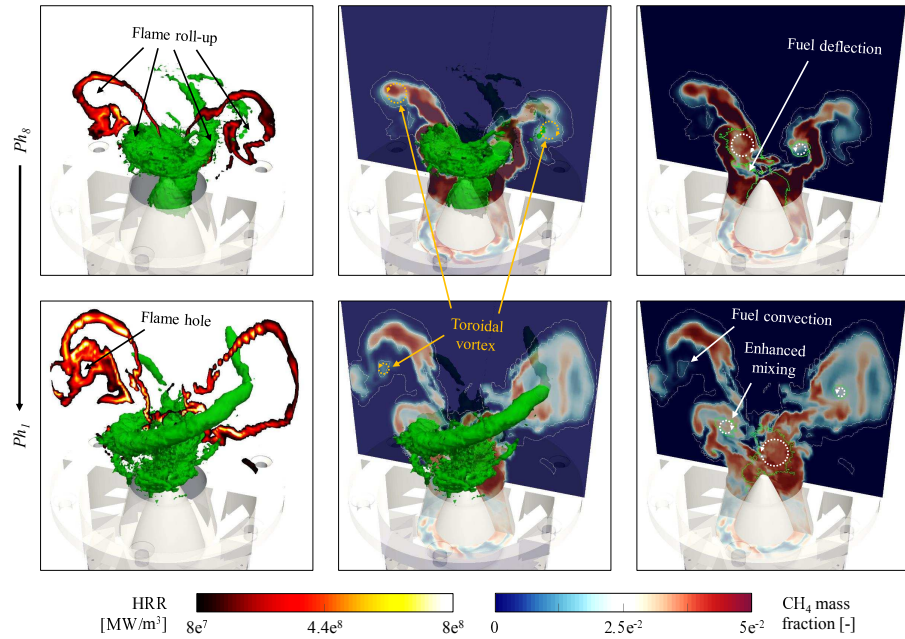 Flame roll-up
Fuel deflection
Ph₈
Toroidal
vortex
Flame hole
Fuel convection
Enhanced
mixing
Ph₁
HRR
[MW/m³]
8e⁷
4.4e⁸
8e⁸
0
2.5e⁻²
5e⁻²
CH₄ mass
fraction [-]